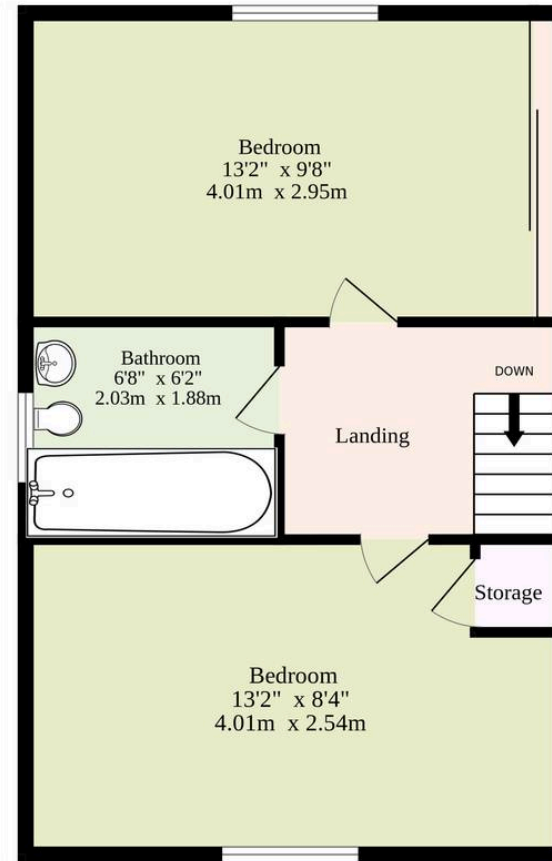 Bedroom
13'2" x 9'8"
4.01m x 2.95m
Bathroom
6'8" x 6'2"
2.03m x 1.88m
DOWN
Landing
Storage
Bedroom
13'2" x 8'4"
4.01m x 2.54m